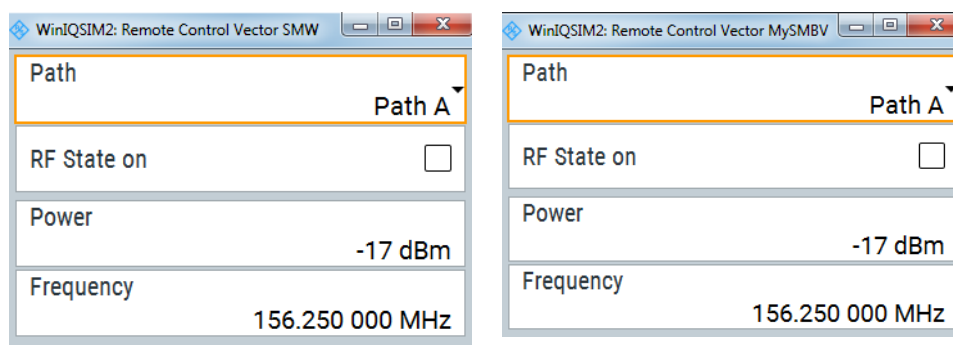 WinIQSIM2: Remote Control Vector SMW
Path
Path A
RF State on
Power
-17 dBm
Frequency
156.250 000 MHz
WinIQSIM2: Remote Control Vector MySMBV
Path
Path A
RF State on
Power
-17 dBm
Frequency
156.250 000 MHz